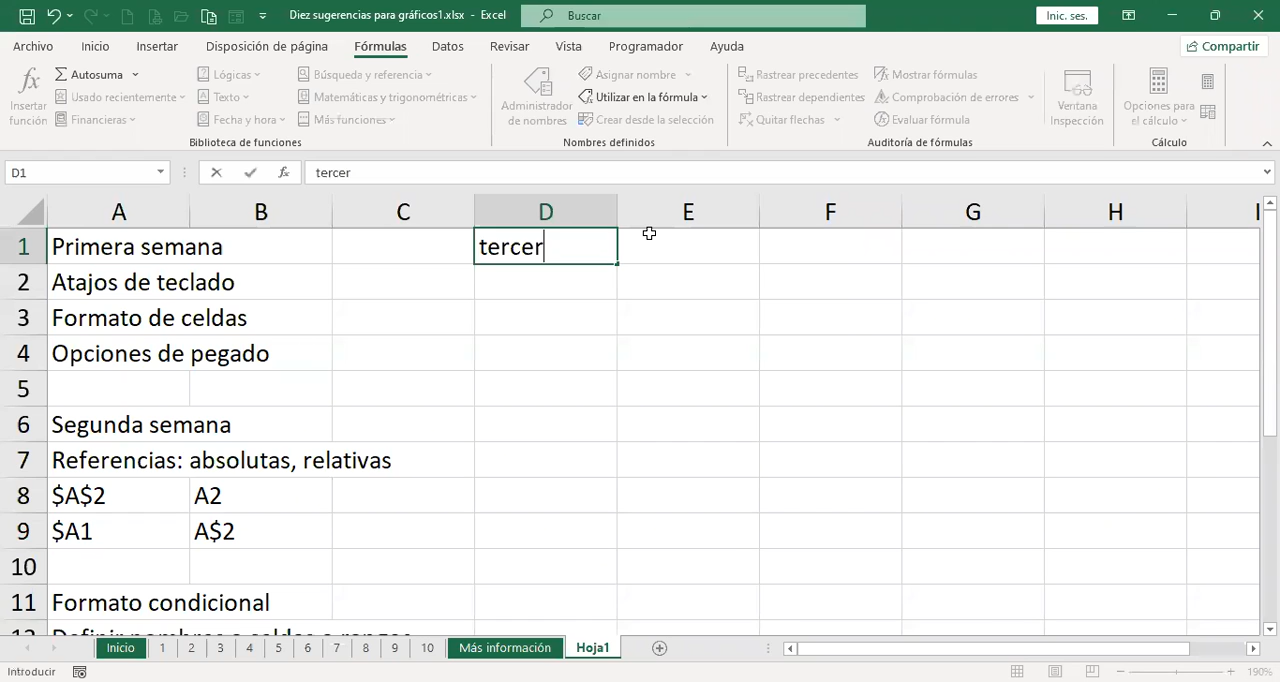 Diez sugerencias para gráficos1.xlsx - Excel
Buscar
Inic. ses.
Archivo Inicio Insertar Disposición de página Fórmulas Datos Revisar Vista Programador Ayuda
Compartir
fx Insertar función
Autosuma
Usado recientemente
Financieras
Lógicas
Texto
Fecha y hora
Búsqueda y referencia
Matemáticas y trigonométricas
Más funciones
Biblioteca de funciones
Administrador de nombres
Asignar nombre
Utilizar en la fórmula
Crear desde la selección
Nombres definidos
Rastrear precedentes
Rastrear dependientes
Quitar flechas
Mostrar fórmulas
Comprobación de errores
Evaluar fórmula
Auditoría de fórmulas
Ventana Inspección
Opciones para el cálculo
Cálculo
D1 fx tercer
A B C D E F G H I
1 Primera semana tercer
2 Atajos de teclado
3 Formato de celdas
4 Opciones de pegado
5
6 Segunda semana
7 Referencias: absolutas, relativas
8 $A$2 A2
9 $A1 A$2
10
11 Formato condicional
Inicio 1 2 3 4 5 6 7 8 9 10 Más información Hoja1
Introducir
190%